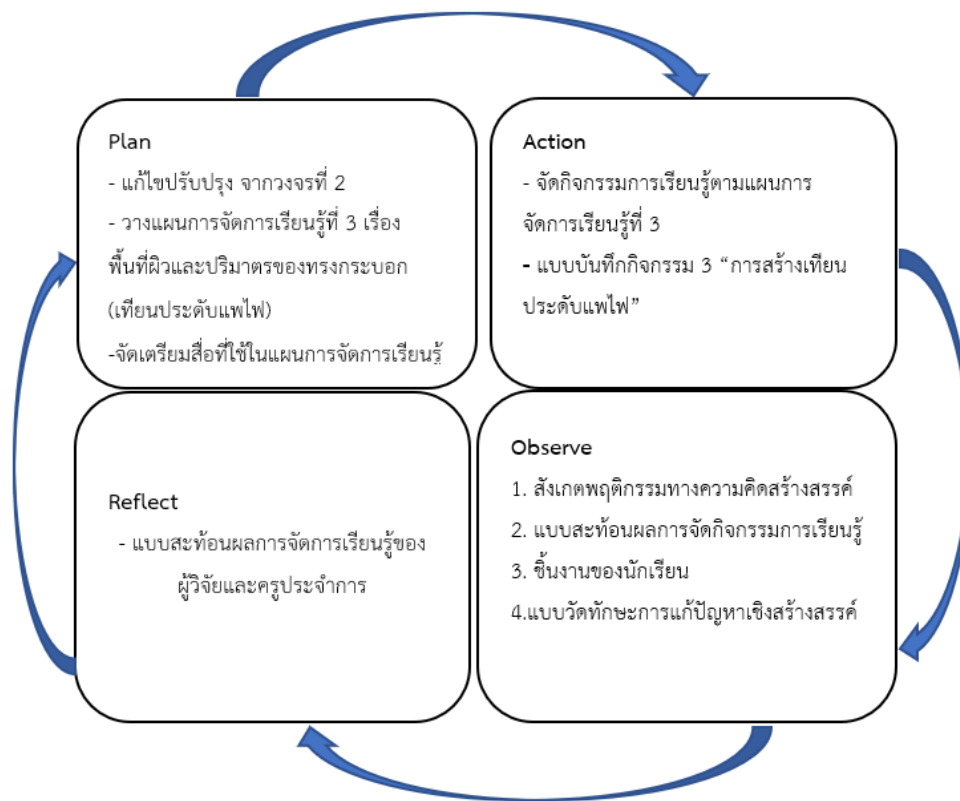 Plan
- แก้ไขปรับปรุง จากวงจรที่ 2
- วางแผนการจัดการเรียนรู้ที่ 3 เรื่อง
พื้นที่ผิวและปริมาตรของทรงกระบอก
(เทียนประดับแพไฟ)
-จัดเตรียมสื่อที่ใช้ในแผนการจัดการเรียนรู้
Action
- จัดกิจกรรมการเรียนรู้ตามแผนการ
จัดการเรียนรู้ที่ 3
- แบบบันทึกกิจกรรม 3 “การสร้างเทียน
ประดับแพไฟ”
Reflect
- แบบสะท้อนผลการจัดการเรียนรู้ของ
ผู้วิจัยและครูประจำการ
Observe
1. สังเกตพฤติกรรมทางความคิดสร้างสรรค์
2. แบบสะท้อนผลการจัดกิจกรรมการเรียนรู้
3. ชิ้นงานของนักเรียน
4.แบบวัดทักษะการแก้ปัญหาเชิงสร้างสรรค์